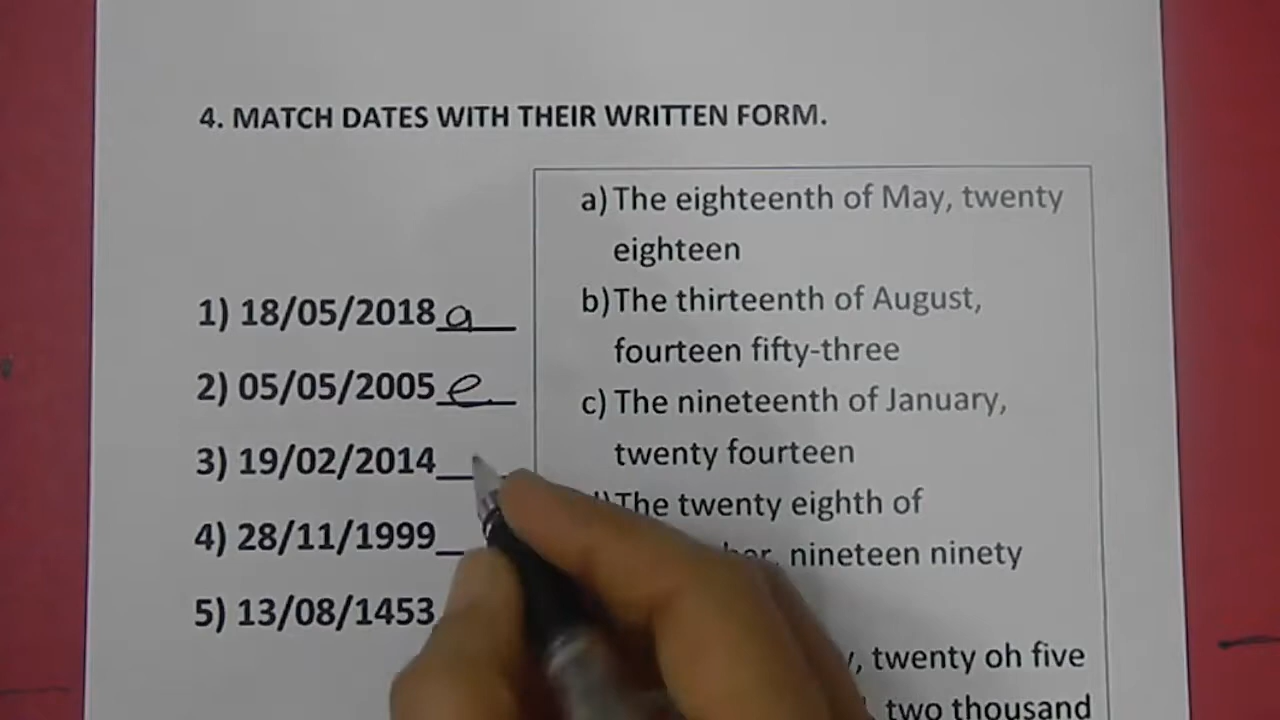 4. MATCH DATES WITH THEIR WRITTEN FORM.
a) The eighteenth of May, twenty
eighteen
1) 18/05/2018 a
b) The thirteenth of August,
fourteen fifty-three
2) 05/05/2005 e
c) The nineteenth of January,
twenty fourteen
3) 19/02/2014
The twenty eighth of
4) 28/11/1999
nineteen ninety
5) 13/08/1453
twenty oh five
two thousand